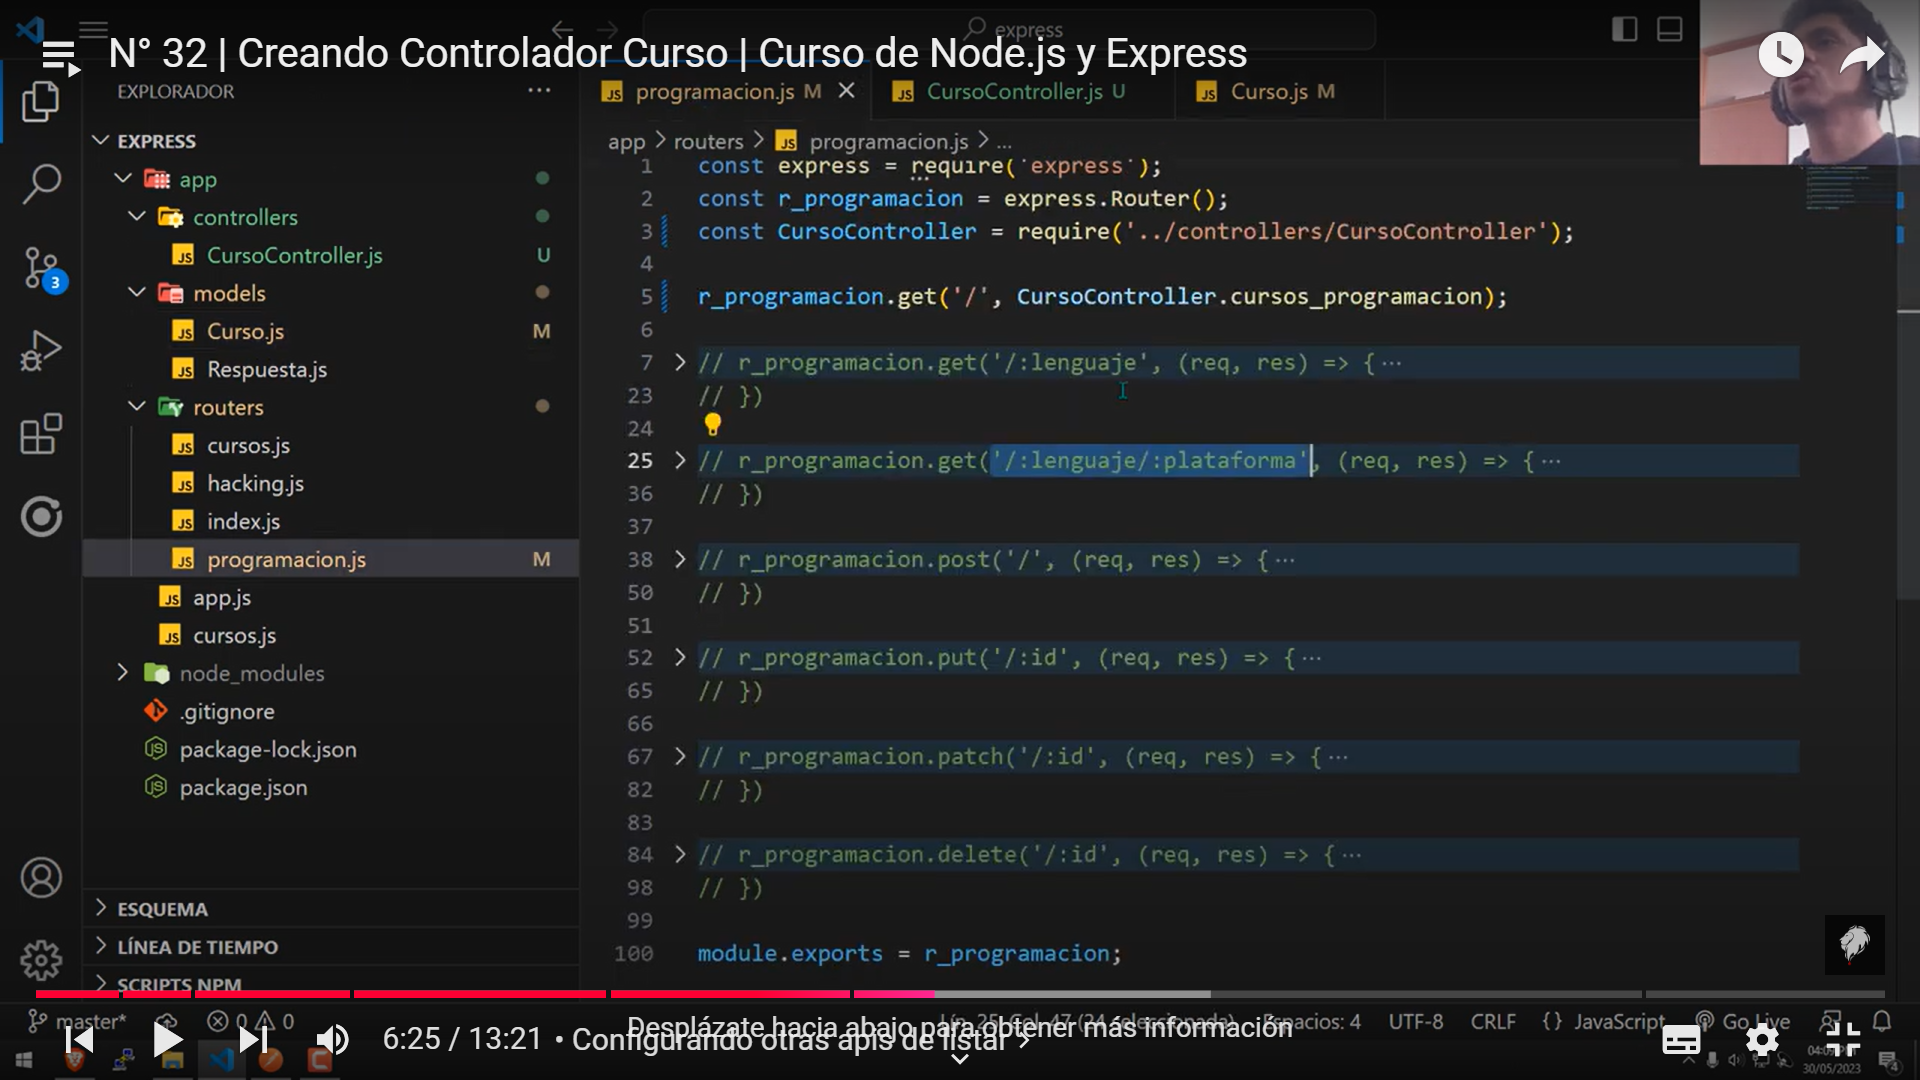 express
N° 32 | Creando Controlador Curso | Curso de Node.js y Express
EXPLORADOR
EXPRESS
app
controllers
CursoController.js U
models
Curso.js M
Respuesta.js
routers
cursos.js
hacking.js
index.js
programacion.js M
app.js
cursos.js
node_modules
.gitignore
package-lock.json
package.json
ESQUEMA
LÍNEA DE TIEMPO
SCRIPTS NPM
programacion.js M
CursoController.js U
Curso.js M
app > routers > programacion.js > ...
1 const express = require('express');
2 const r_programacion = express.Router();
3 const CursoController = require('../controllers/CursoController');
4
5 r_programacion.get('/', CursoController.cursos_programacion);
6
7 // r_programacion.get('/:lenguaje', (req, res) => { ...
23 // })
24
25 // r_programacion.get('/:lenguaje/:plataforma', (req, res) => { ...
36 // })
37
38 // r_programacion.post('/', (req, res) => { ...
50 // })
51
52 // r_programacion.put('/:id', (req, res) => { ...
65 // })
66
67 // r_programacion.patch('/:id', (req, res) => { ...
82 // })
83
84 // r_programacion.delete('/:id', (req, res) => { ...
98 // })
99
100 module.exports = r_programacion;
3
master* 0 0
Lín. 25, Col. 47 (24 seleccionada)
Espacios: 4 UTF-8 CRLF {} JavaScript Go Live
Desplázate hacia abajo para obtener más información
6:25 / 13:21 • Configurando otras apis de listar >
30/05/2023
4